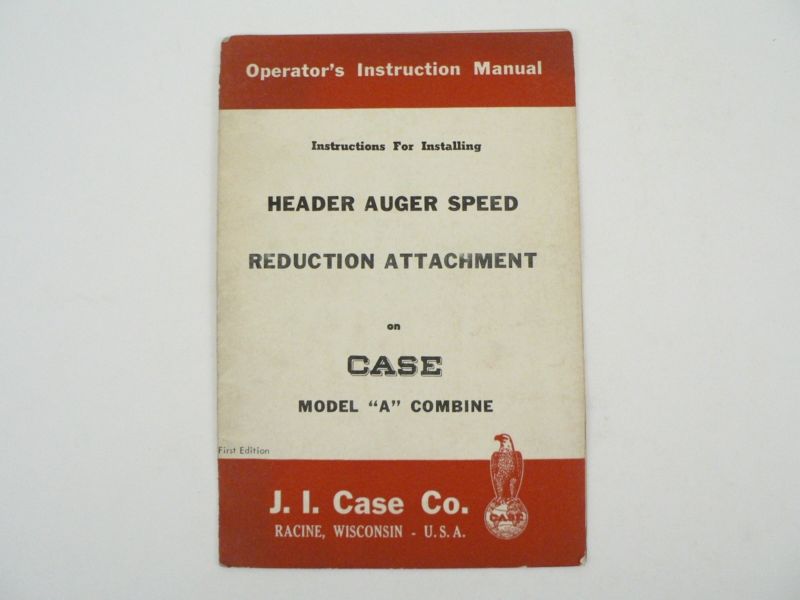 Operator's Instruction Manual
Instructions For Installing
HEADER AUGER SPEED
REDUCTION ATTACHMENT
on
CASE
MODEL "A" COMBINE
First Edition
J. I. Case Co.
RACINE, WISCONSIN - U.S.A.
CASE